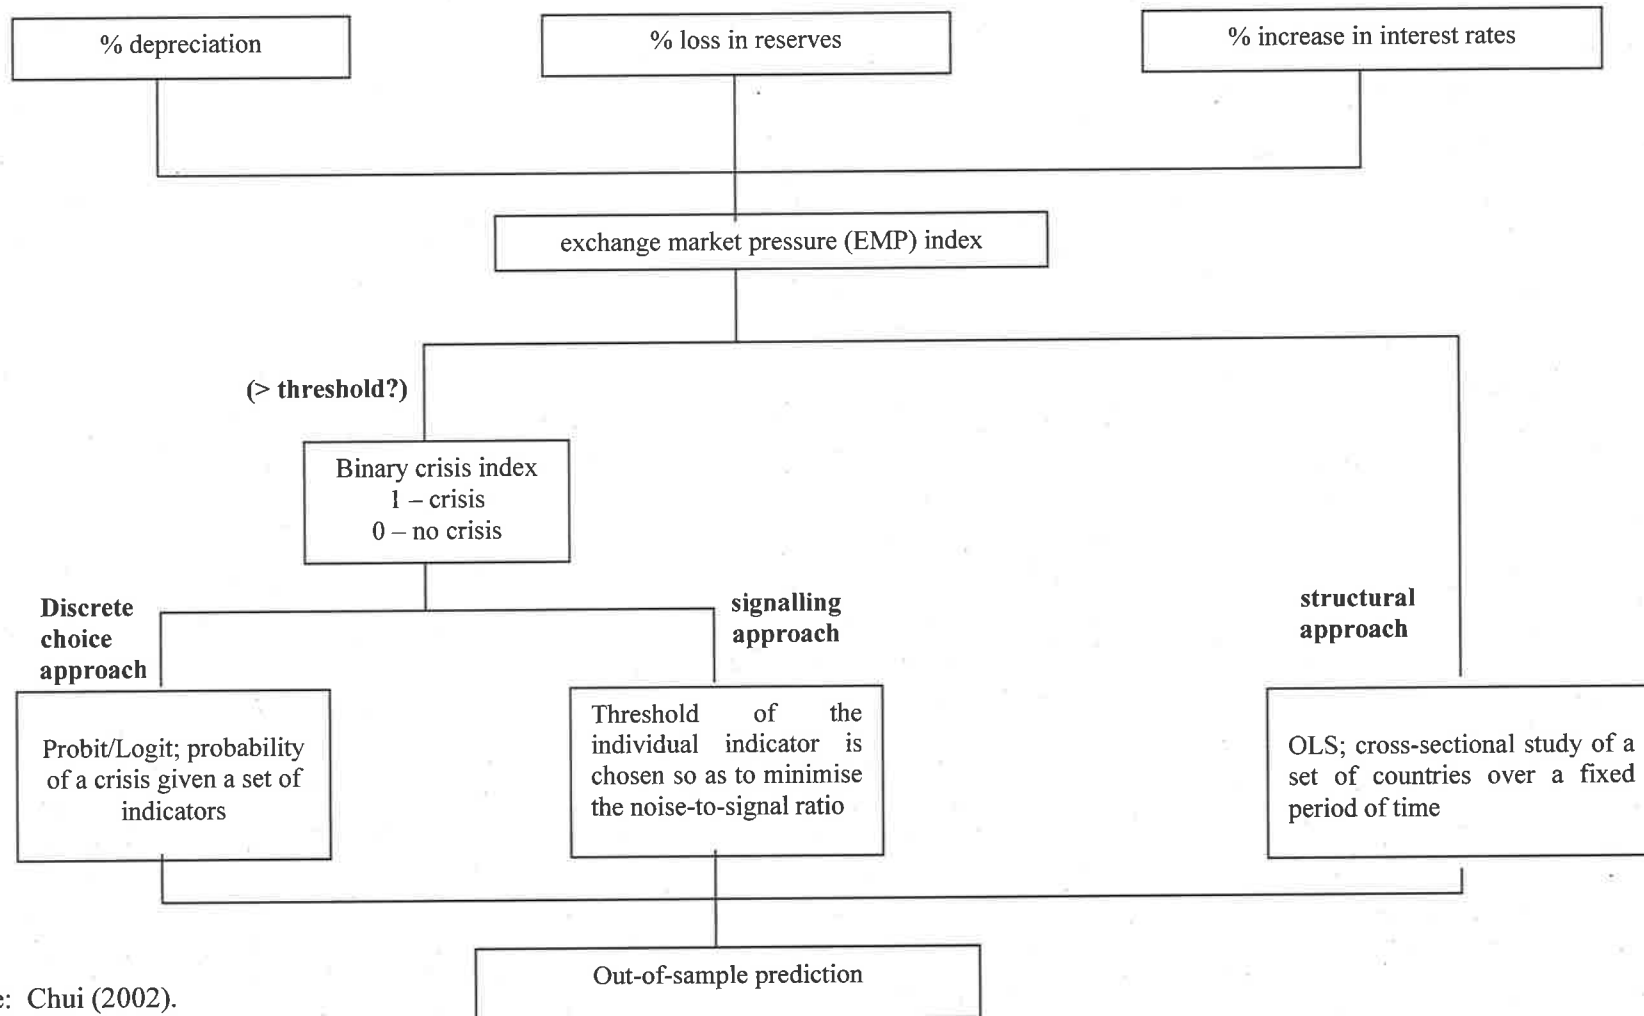 % depreciation
% loss in reserves
% increase in interest rates
exchange market pressure (EMP) index
(> threshold?)
Binary crisis index
1 – crisis
0 – no crisis
Discrete
choice
approach
signalling
approach
structural
approach
Probit/Logit; probability
of a crisis given a set of
indicators
Threshold of the
individual indicator is
chosen so as to minimise
the noise-to-signal ratio
OLS; cross-sectional study of a
set of countries over a fixed
period of time
Out-of-sample prediction
e: Chui (2002).